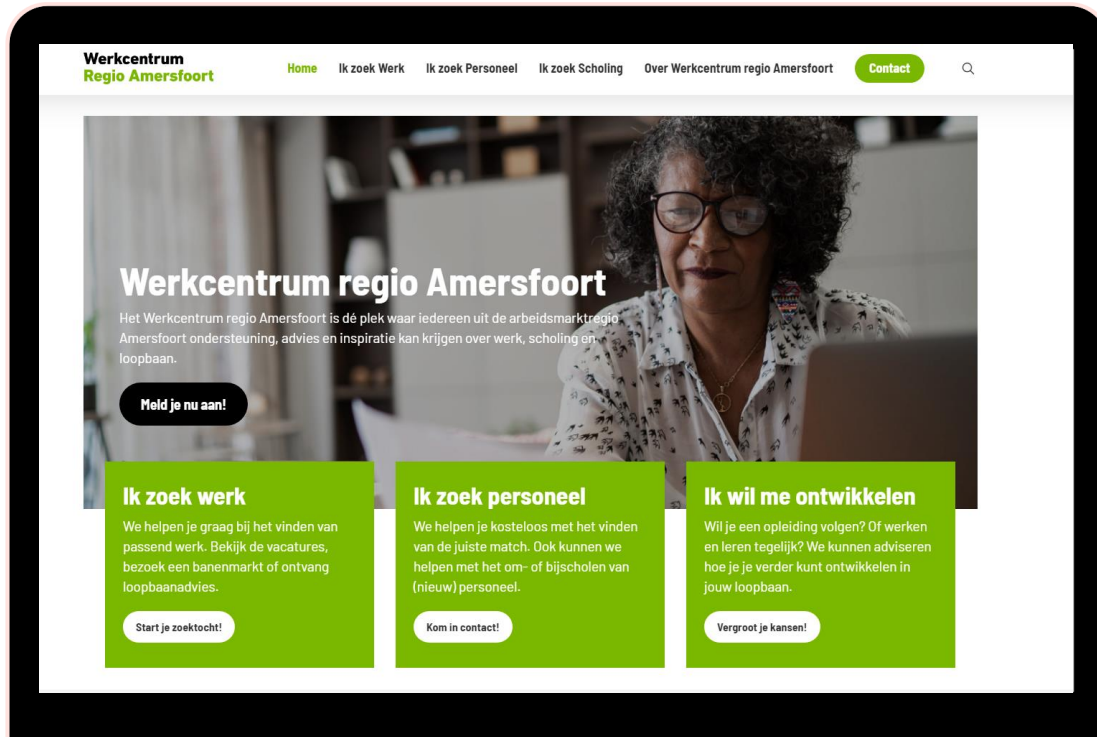 Werkcentrum
Regio Amersfoort
Home Ik zoek Werk Ik zoek Personeel Ik zoek Scholing Over Werkcentrum regio Amersfoort Contact
Werkcentrum regio Amersfoort
Het Werkcentrum regio Amersfoort is dé plek waar iedereen uit de arbeidsmarktregio
Amersfoort ondersteuning, advies en inspiratie kan krijgen over werk, scholing en
loopbaan.
Meld je nu aan!
Ik zoek werk
We helpen je graag bij het vinden van
passend werk. Bekijk de vacatures,
bezoek een banenmarkt of ontvang
loopbaanadvies.
Start je zoektocht!
Ik zoek personeel
We helpen je kosteloos met het vinden
van de juiste match. Ook kunnen we
helpen met het om- of bijscholen van
(nieuw) personeel.
Kom in contact!
Ik wil me ontwikkelen
Wil je een opleiding volgen? Of werken
en leren tegelijk? We kunnen adviseren
hoe je je verder kunt ontwikkelen in
jouw loopbaan.
Vergroot je kansen!